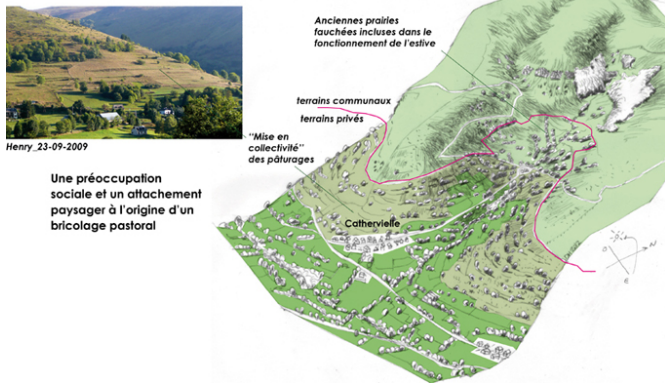 Anciennes prairies
fauchées incluses dans le
fonctionnement de l'estive
terrains communaux
terrains privés
Henry_23-09-2009
"Mise en
collectivité"
des pâturages
Une préoccupation
sociale et un attachement
paysager à l'origine d'un
bricolage pastoral
Cathervielle